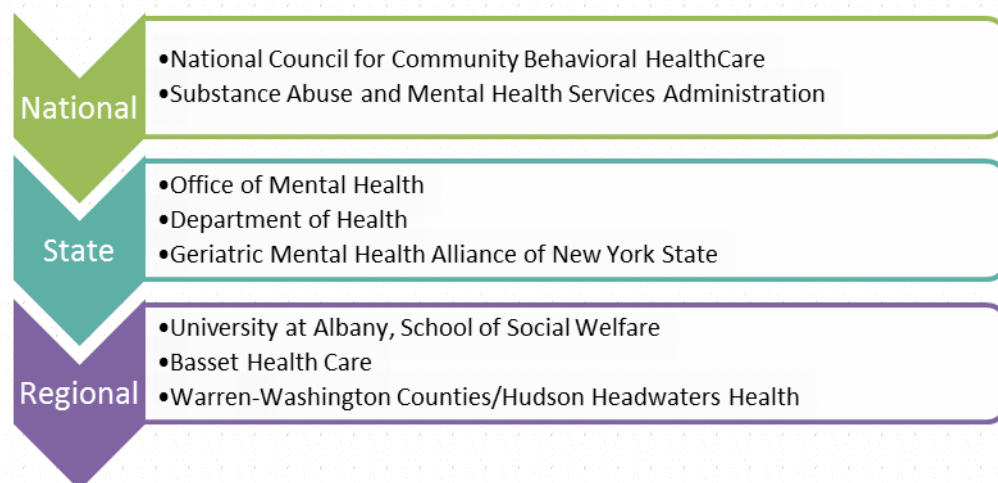 National
•National Council for Community Behavioral HealthCare
•Substance Abuse and Mental Health Services Administration
State
•Office of Mental Health
•Department of Health
•Geriatric Mental Health Alliance of New York State
Regional
•University at Albany, School of Social Welfare
•Basset Health Care
•Warren-Washington Counties/Hudson Headwaters Health